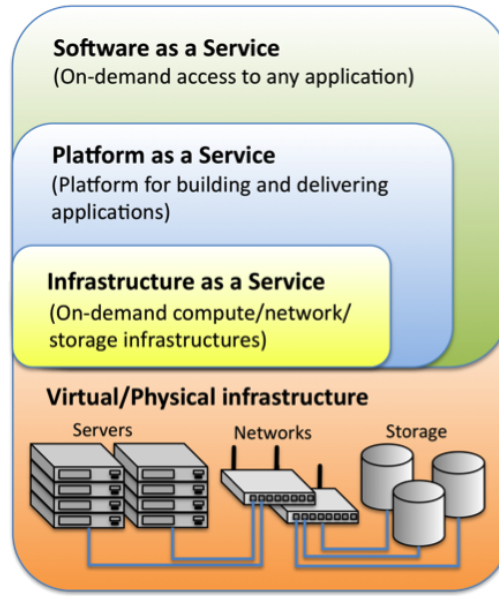 Software as a Service
(On-demand access to any application)
Platform as a Service
(Platform for building and delivering
applications)
Infrastructure as a Service
(On-demand compute/network/
storage infrastructures)
Virtual/Physical infrastructure
Servers
Networks
Storage